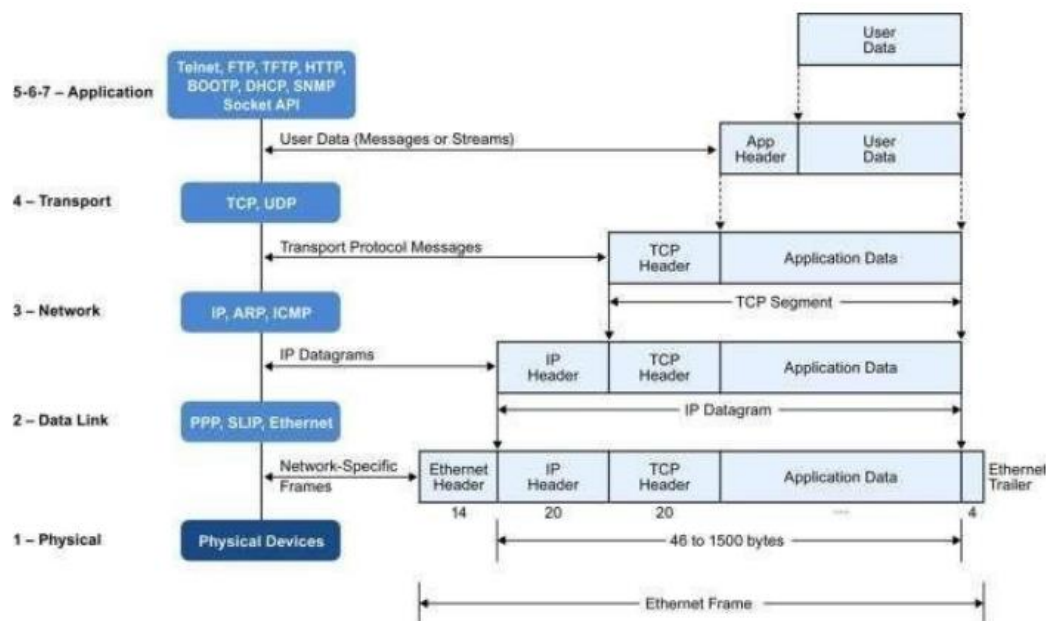 User
Data
Telnet, FTP, TFTP, HTTP,
BOOTP, DHCP, SNMP
Socket API
5-6-7 – Application
User Data (Messages or Streams)
App
Header
User
Data
4 – Transport
TCP, UDP
Transport Protocol Messages
TCP
Header
Application Data
TCP Segment
3 – Network
IP, ARP, ICMP
IP Datagrams
IP
Header
TCP
Header
Application Data
IP Datagram
2 – Data Link
PPP, SLIP, Ethernet
Network-Specific
Frames
Ethernet
Header
IP
Header
TCP
Header
Application Data
Ethernet
Trailer
14
20
20
4
1 – Physical
Physical Devices
46 to 1500 bytes
Ethernet Frame